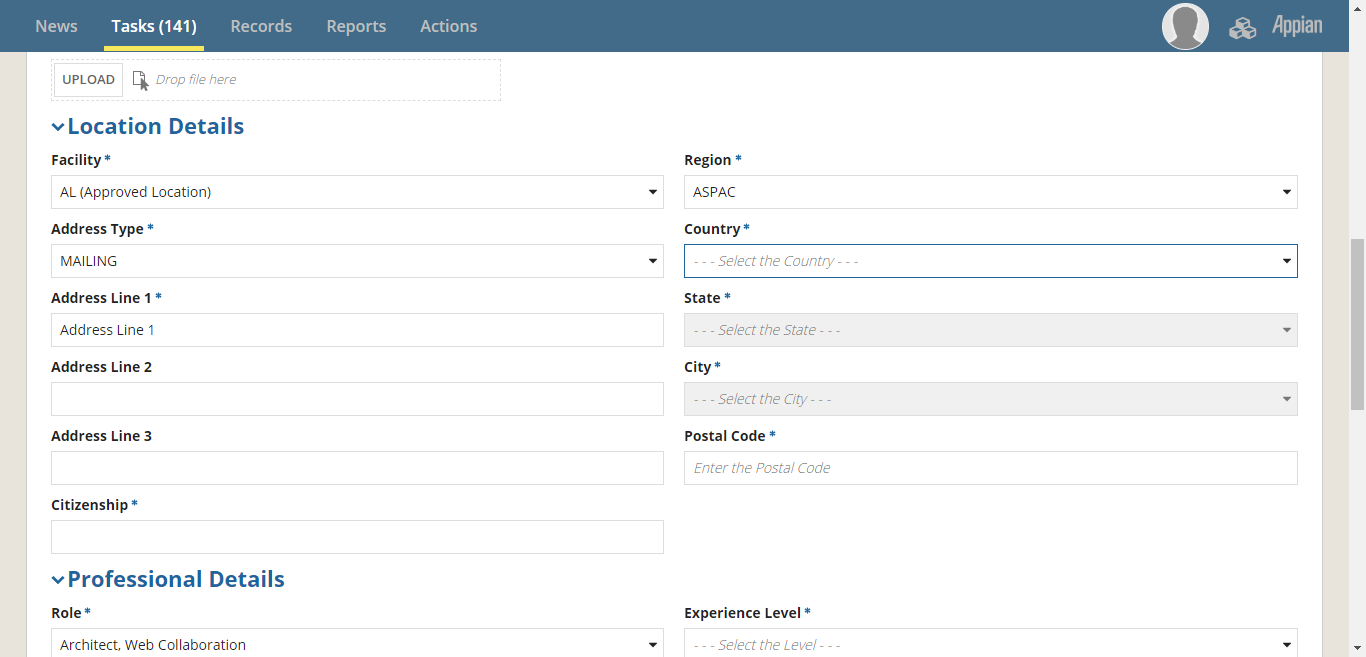 News Tasks (141) Records Reports Actions Appian
UPLOAD Drop file here
Location Details
Facility * Region *
AL (Approved Location) ASPAC
Address Type * Country *
MAILING - - - Select the Country - - -
Address Line 1 * State *
Address Line 1 - - - Select the State - - -
Address Line 2 City *
- - - Select the City - - -
Address Line 3 Postal Code *
Enter the Postal Code
Citizenship *
Professional Details
Role * Experience Level *
Architect, Web Collaboration - - - Select the Level - - -